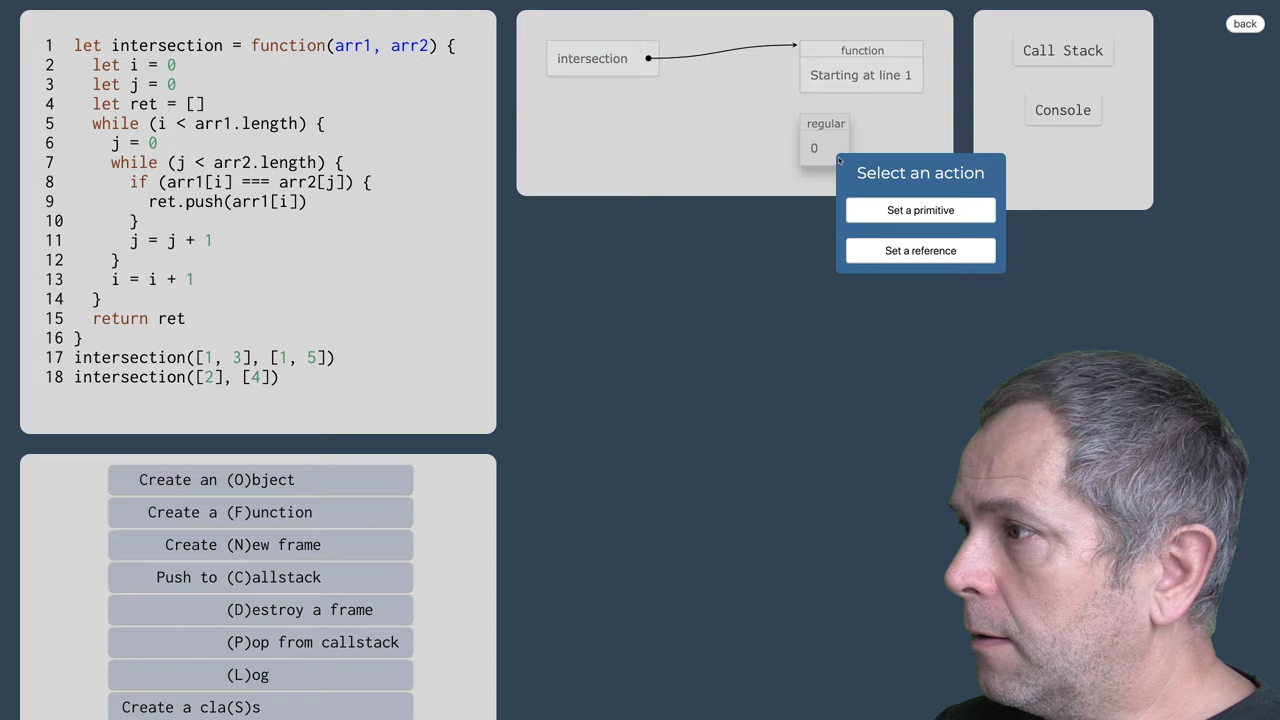 1 let intersection = function(arr1, arr2) {
2 let i = 0
3 let j = 0
4 let ret = []
5 while (i < arr1.length) {
6 j = 0
7 while (j < arr2.length) {
8 if (arr1[i] === arr2[j]) {
9 ret.push(arr1[i])
10 }
11 j = j + 1
12 }
13 i = i + 1
14 }
15 return ret
16 }
17 intersection([1, 3], [1, 5])
18 intersection([2], [4])
Create an (O)bject
Create a (F)unction
Create (N)ew frame
Push to (C)allstack
(D)estroy a frame
(P)op from callstack
(L)og
Create a cla(S)s
intersection
function
Starting at line 1
regular
0
Select an action
Set a primitive
Set a reference
Call Stack
Console
back